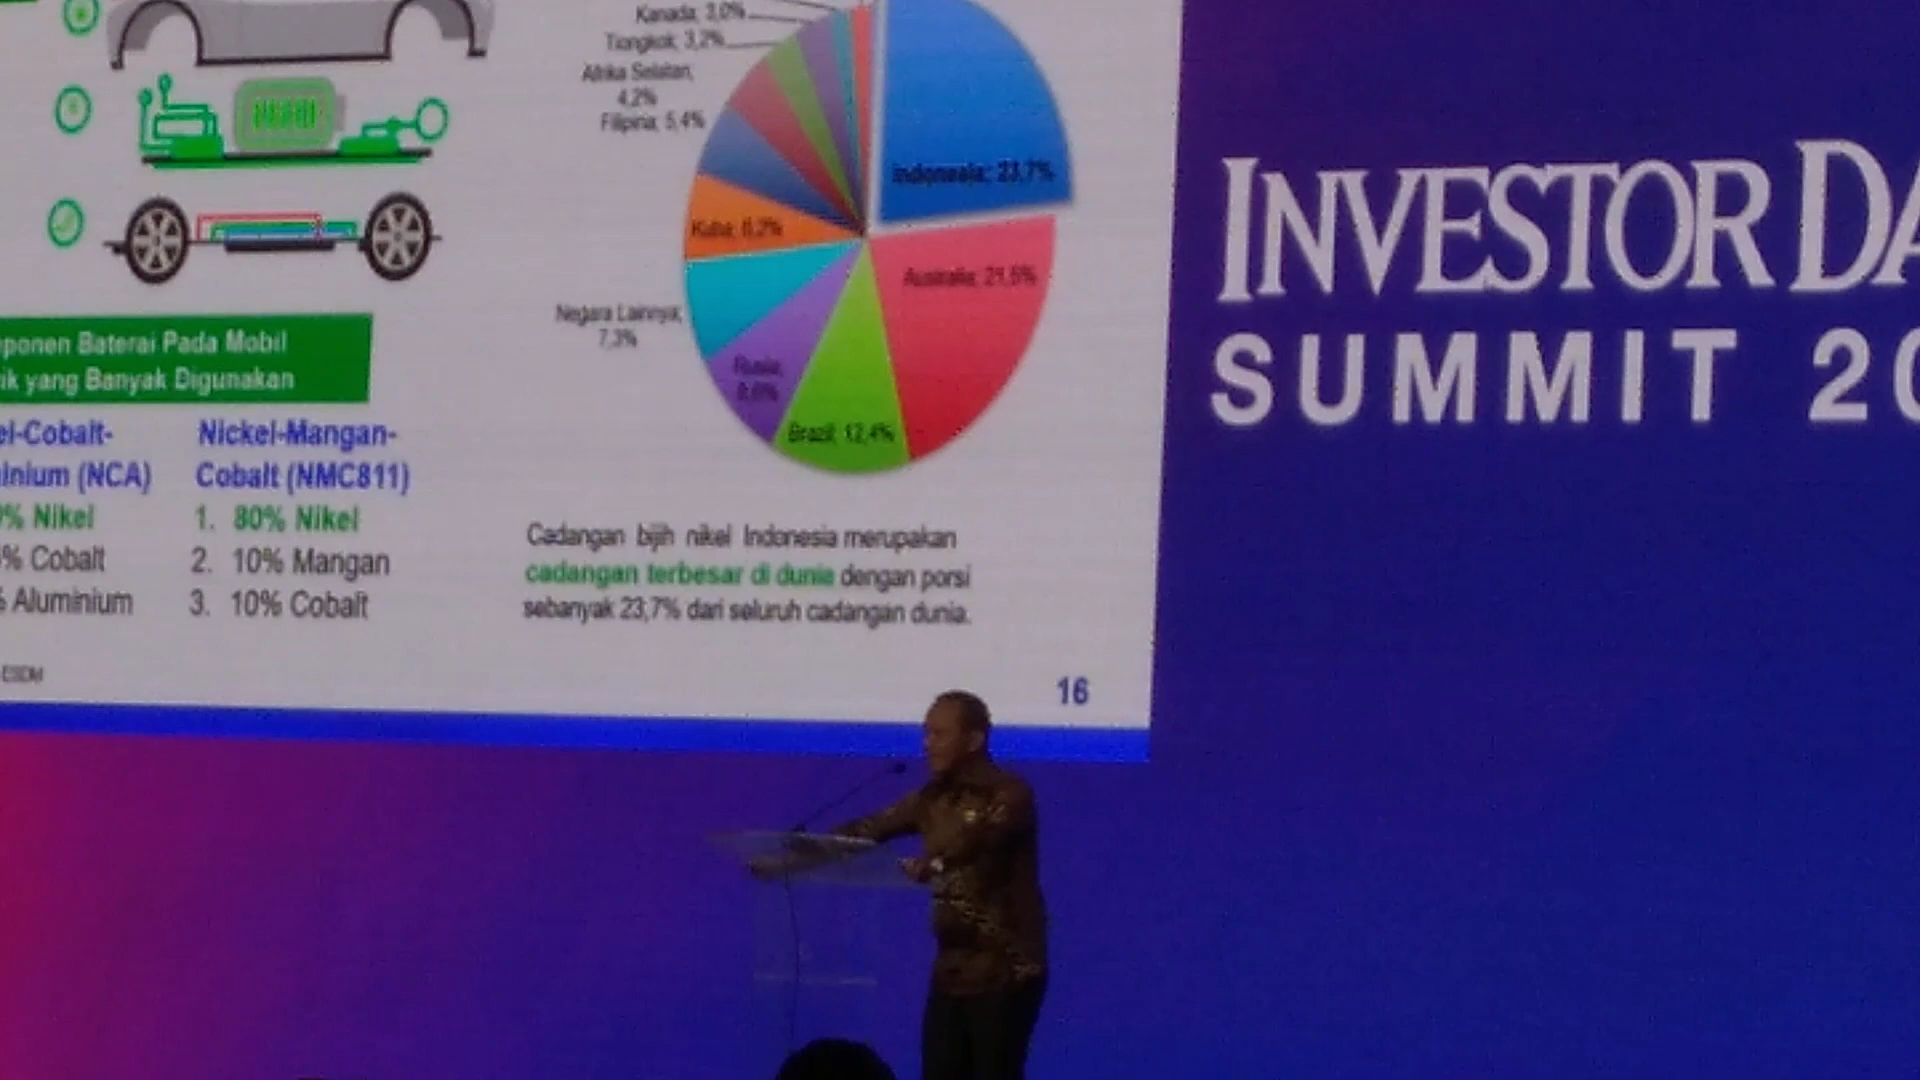 Kanada; 3,0%
Tiongkok; 3,2%
Afrika Selatan;
4,2%
Filipina; 5,4%
Indonesia; 23,7%
Kuba; 6,2%
Australia; 21,5%
Negara Lainnya;
7,3%
Rusia;
Brazil; 12,4%
ponen Baterai Pada Mobil
ik yang Banyak Digunakan
el-Cobalt-
inium (NCA)
% Nikel
% Cobalt
% Aluminium
Nickel-Mangan-
Cobalt (NMC811)
1. 80% Nikel
2. 10% Mangan
3. 10% Cobalt
Cadangan bijih nikel Indonesia merupakan
cadangan terbesar di dunia dengan porsi
sebanyak 23,7% dari seluruh cadangan dunia.
ESDM
16
INVESTOR DA
SUMMIT 20